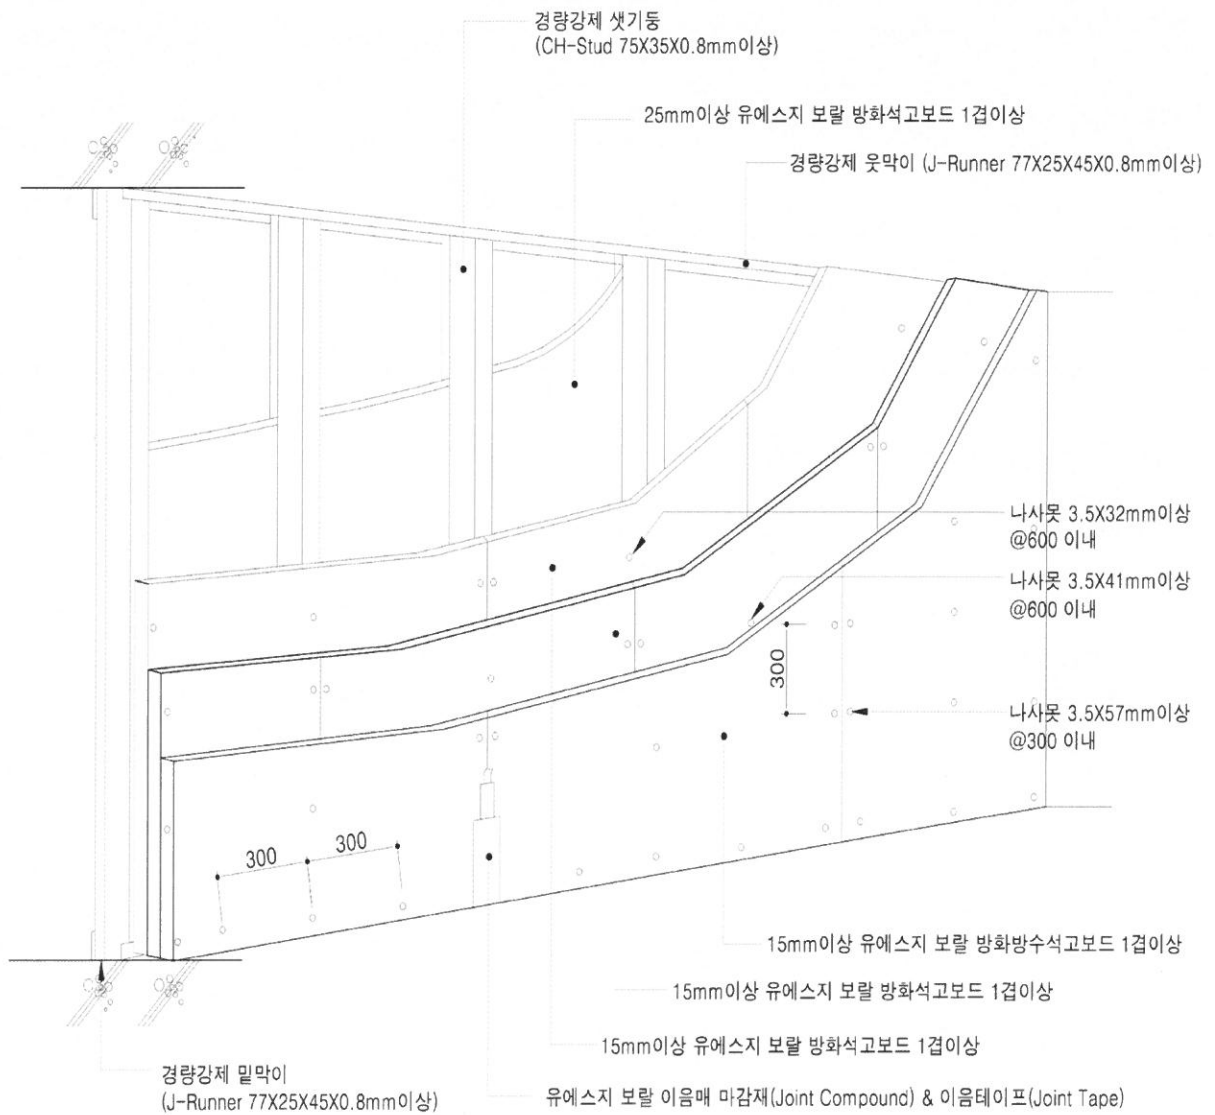 경량강제 샛기둥
(CH-Stud 75X35X0.8mm이상)
25mm이상 유에스지 보랄 방화석고보드 1겹이상
경량강제 웃막이 (J-Runner 77X25X45X0.8mm이상)
나사못 3.5X32mm이상
@600 이내
나사못 3.5X41mm이상
@600 이내
300
나사못 3.5X57mm이상
@300 이내
300
300
15mm이상 유에스지 보랄 방화방수석고보드 1겹이상
15mm이상 유에스지 보랄 방화석고보드 1겹이상
15mm이상 유에스지 보랄 방화석고보드 1겹이상
경량강제 밑막이
(J-Runner 77X25X45X0.8mm이상)
유에스지 보랄 이음매 마감재(Joint Compound) & 이음테이프(Joint Tape)